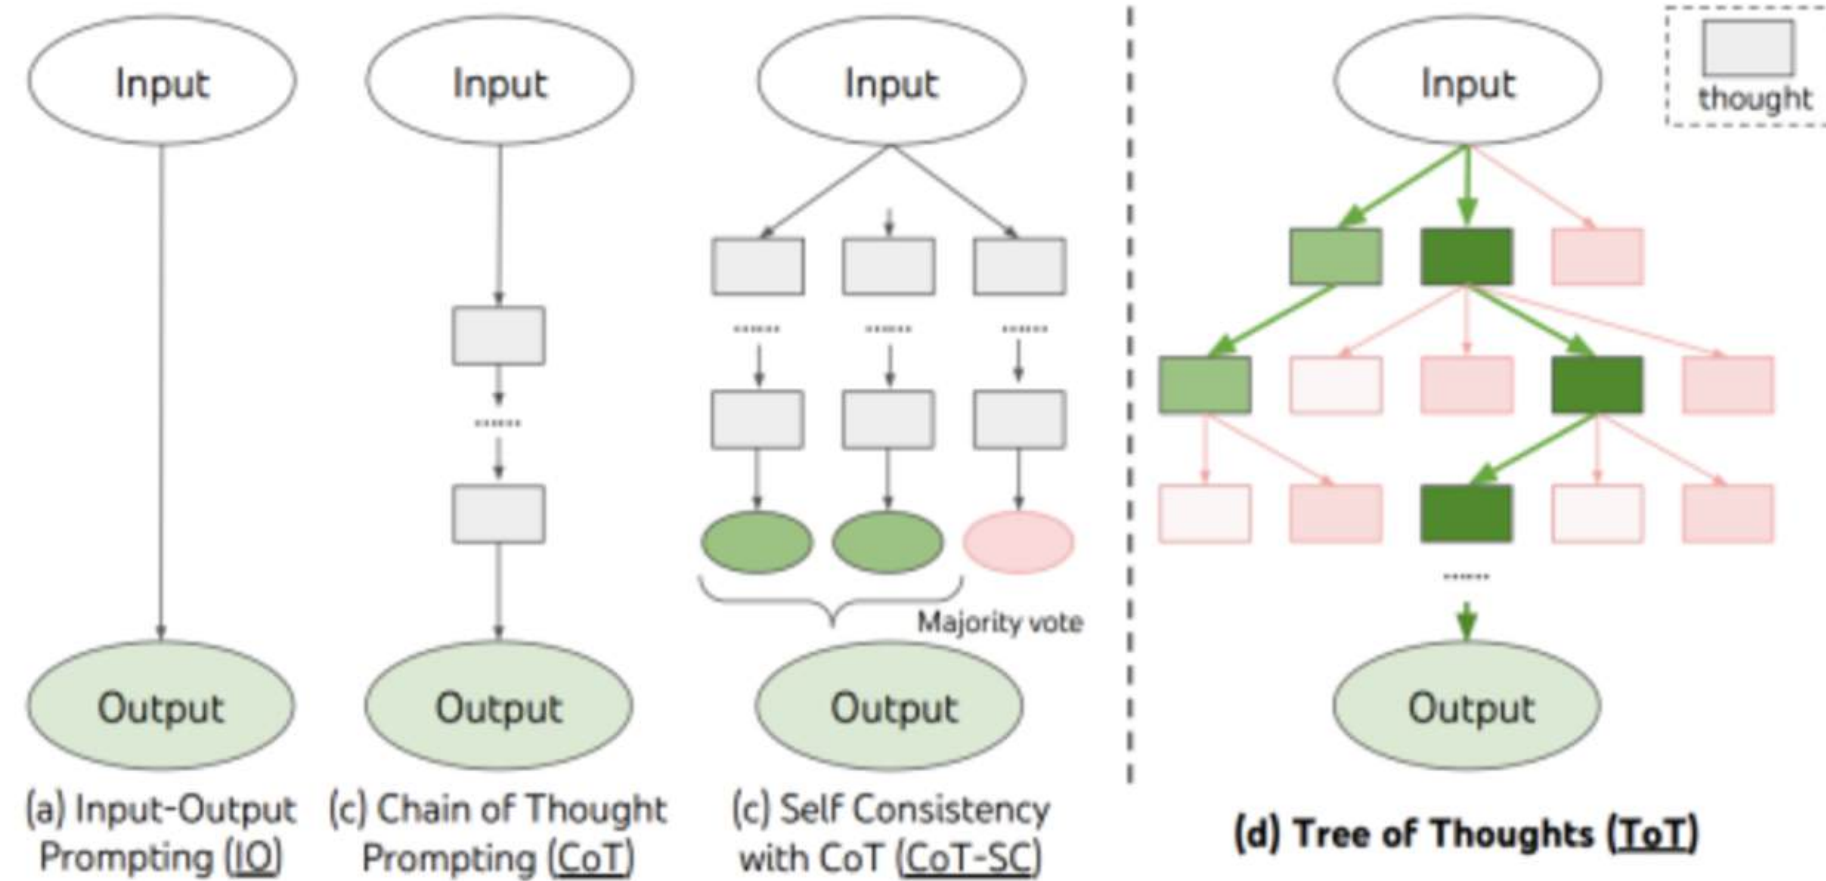 Input
Input
Input
Input
thought
......
......
......
......
......
Majority vote
Output
Output
Output
Output
(a) Input-Output
Prompting (IO)
(c) Chain of Thought
Prompting (CoT)
(c) Self Consistency
with CoT (CoT-SC)
(d) Tree of Thoughts (ToT)